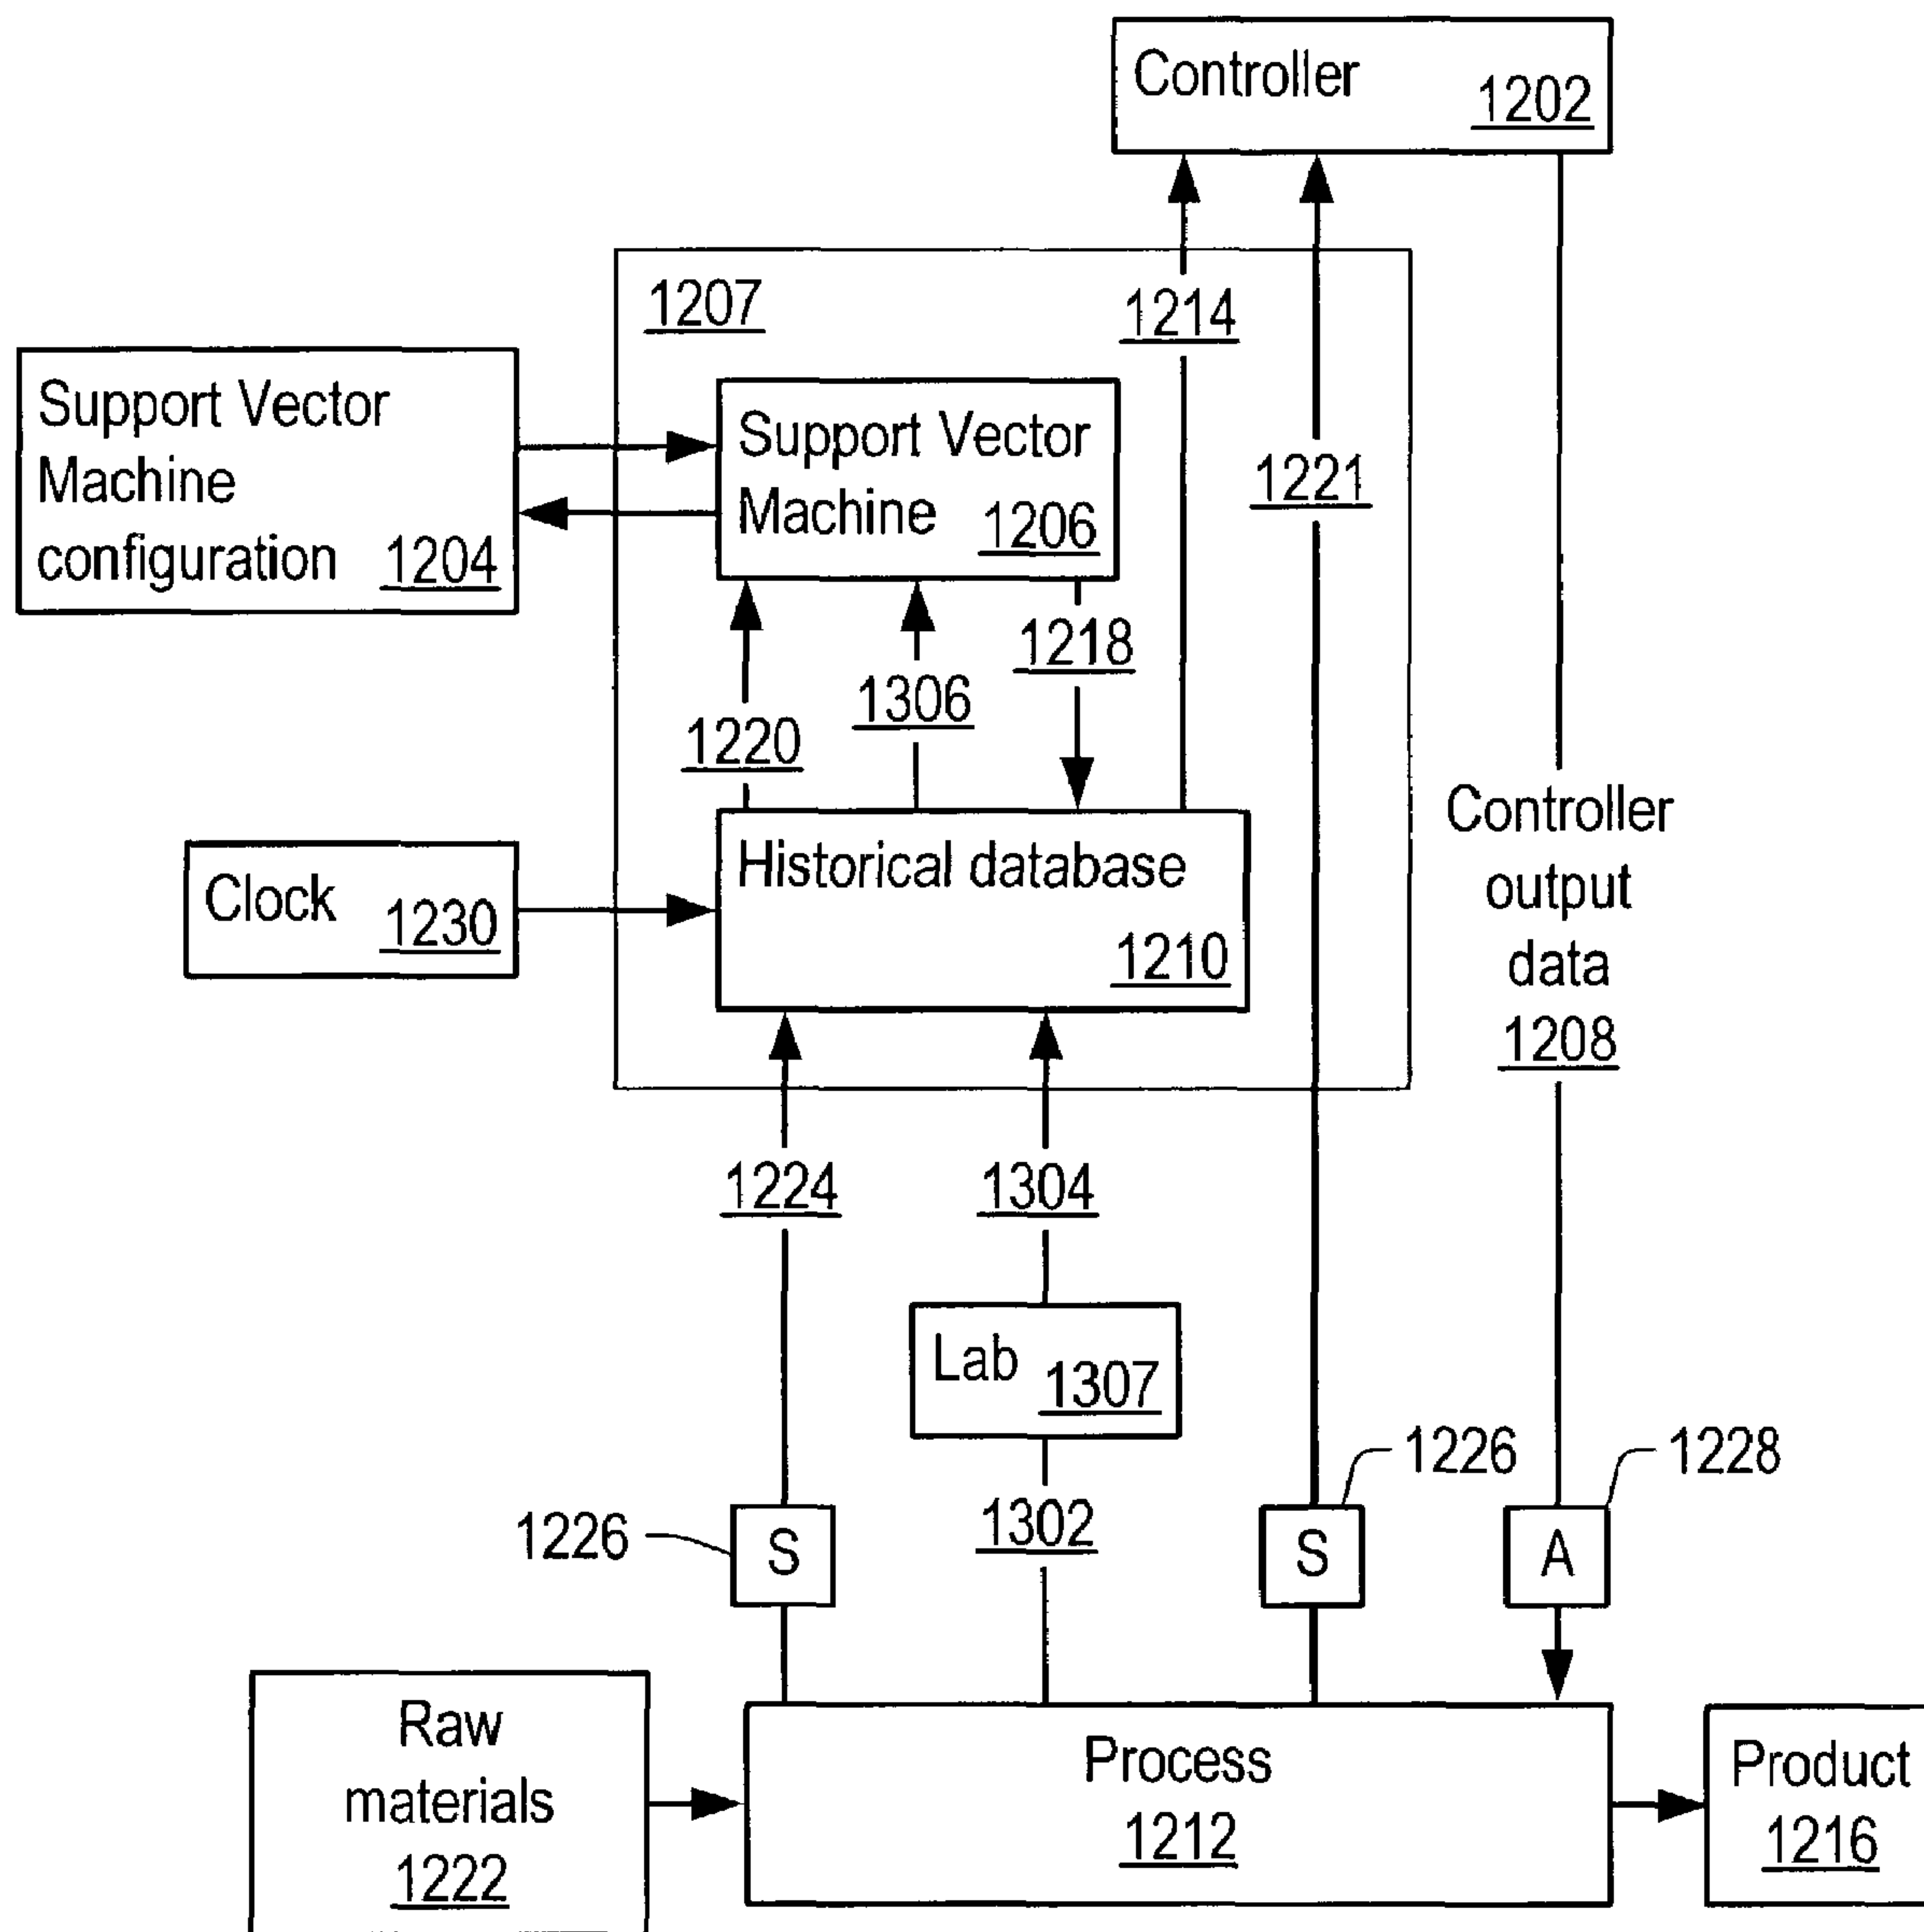 Controller
1202
1207
1214
Support Vector
Machine
configuration 1204
Support Vector
Machine 1206
1221
1218
1306
1220
Controller
output
data
1208
Clock
1230
Historical database
1210
1224
1304
Lab
1307
1226
1228
1226
S
1302
S
A
Raw
materials
1222
Process
1212
Product
1216